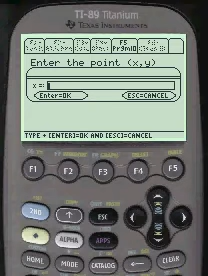 TI-89 Titanium
TEXAS INSTRUMENTS
F5
PrgmIO
Enter the point (x,y)
x =:
Enter=OK
ESC=CANCEL
TYPE + [ENTER]=OK AND [ESC]=CANCEL
F1
F2
F3
F4
F5
2ND
↑
ESC
ALPHA
APPS
HOME
MODE
CATALOG
←
CLEAR